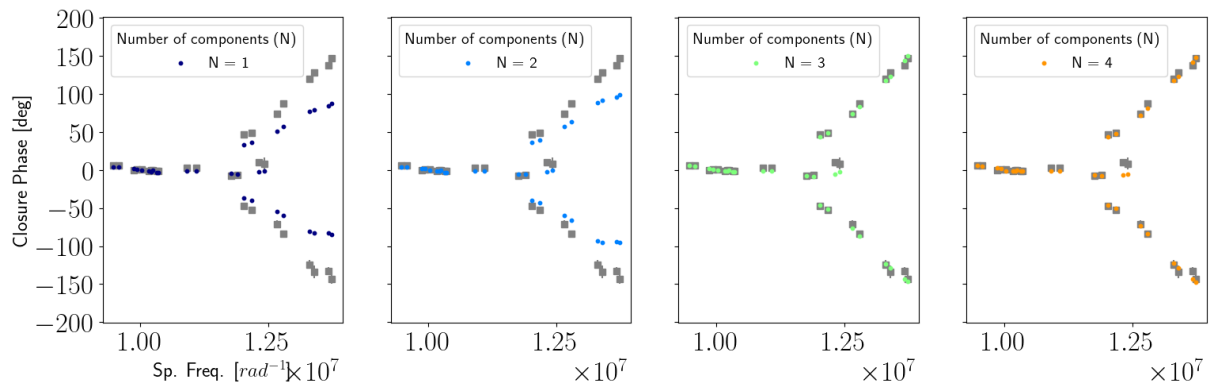 200
150
100
50
0
−50
−100
−150
−200
Closure Phase [deg]
Number of components (N)
N = 1
1.00
1.25
×10⁷
Sp. Freq. [rad⁻¹]
Number of components (N)
N = 2
1.00
1.25
×10⁷
Number of components (N)
N = 3
1.00
1.25
×10⁷
Number of components (N)
N = 4
1.00
1.25
×10⁷